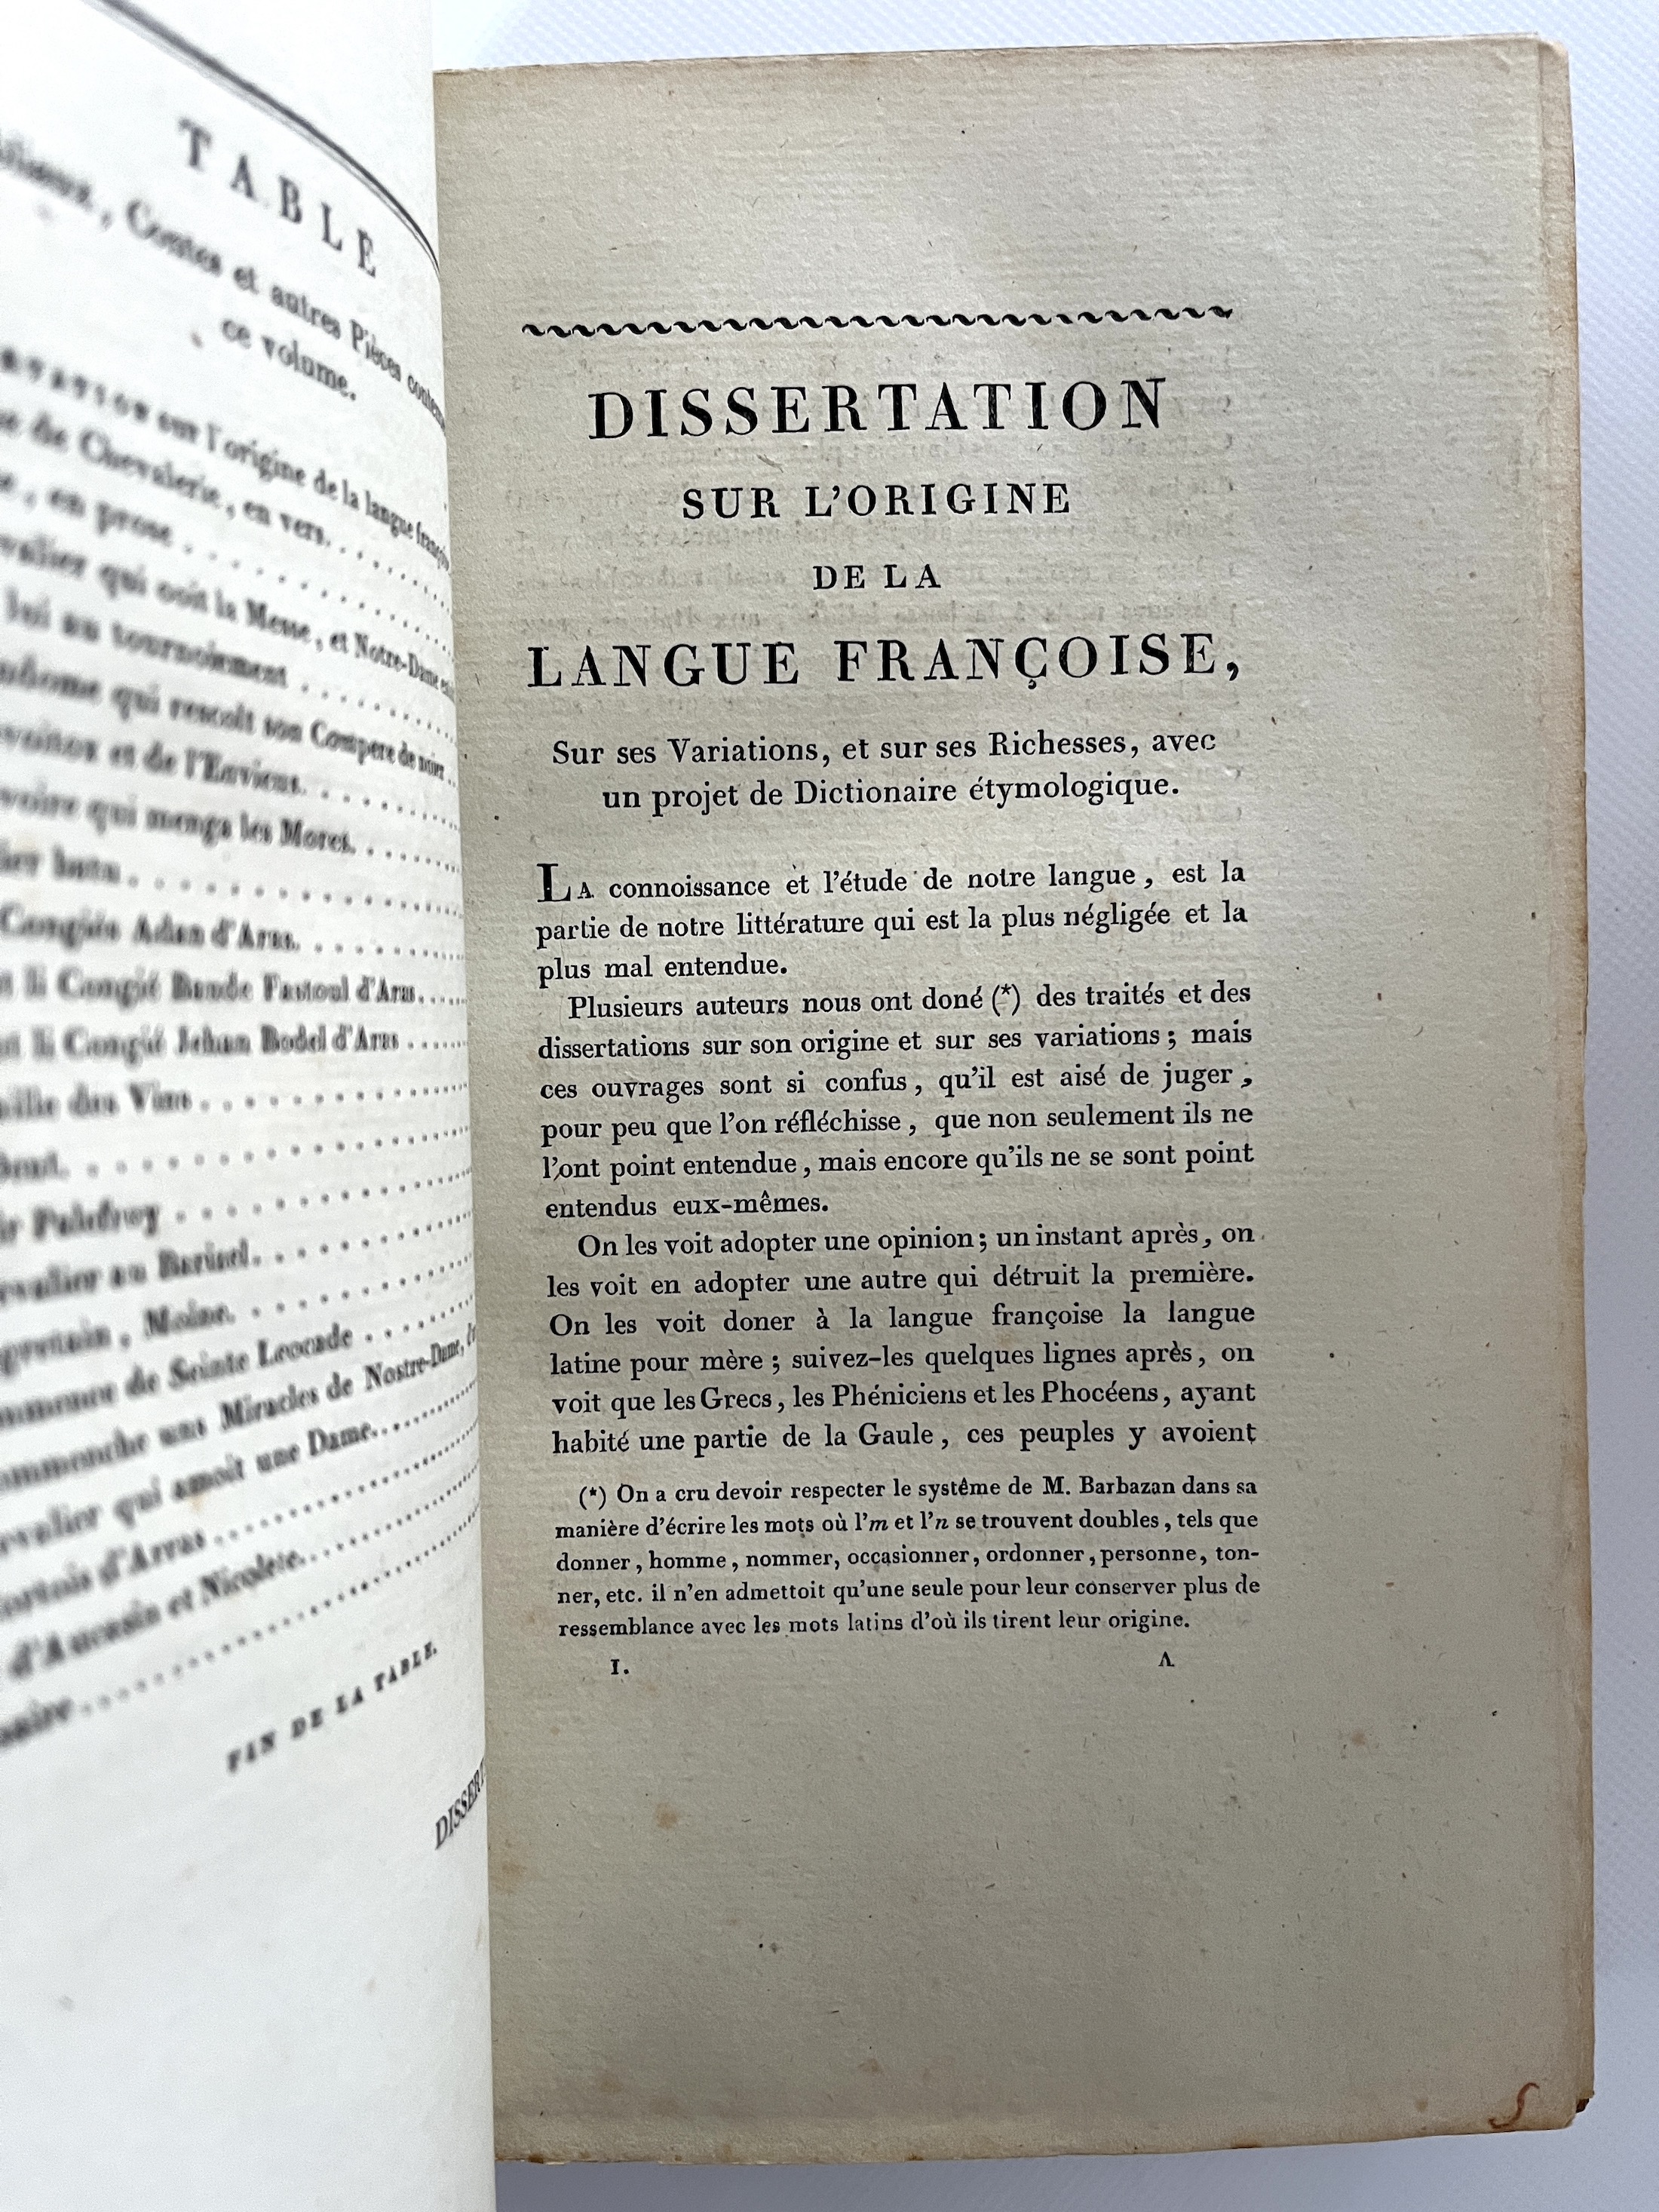 TABLE
Contes et autres Pièces
ce volume.
sur l'origine de la langue
de Chevalerie, en vers
, en prose
qui ooit la Messe, et Notre-Dame
lui au tournoiement
qui rescolt son Compere de noier
et de l'Envieus
qui menga les Mores
Congiés Adan d'Aras
li Congié Baude Fastoul d'Aras
li Congié Jehan Bodel d'Aras
des Vins
Palefroy
au Barisel
, Moine
de Seinte Leocade
uns Miracles de Nostre-Dame,
qui amoit une Dame
d'Arras
d'Aucasin et Nicolete
FIN DE LA TABLE.
DISSERTATION
SUR L'ORIGINE
DE LA
LANGUE FRANÇOISE,
Sur ses Variations, et sur ses Richesses, avec
un projet de Dictionaire étymologique.
LA connoissance et l'étude de notre langue, est la
partie de notre littérature qui est la plus négligée et la
plus mal entendue.
Plusieurs auteurs nous ont doné (*) des traités et des
dissertations sur son origine et sur ses variations; mais
ces ouvrages sont si confus, qu'il est aisé de juger,
pour peu que l'on réfléchisse, que non seulement ils ne
l'ont point entendue, mais encore qu'ils ne se sont point
entendus eux-mêmes.
On les voit adopter une opinion; un instant après, on
les voit en adopter une autre qui détruit la première.
On les voit doner à la langue françoise la langue
latine pour mère; suivez-les quelques lignes après, on
voit que les Grecs, les Phéniciens et les Phocéens, ayant
habité une partie de la Gaule, ces peuples y avoient
(*) On a cru devoir respecter le systême de M. Barbazan dans sa
manière d'écrire les mots où l'm et l'n se trouvent doubles, tels que
donner, homme, nommer, occasionner, ordonner, personne, ton-
ner, etc. il n'en admettoit qu'une seule pour leur conserver plus de
ressemblance avec les mots latins d'où ils tirent leur origine.
I. A